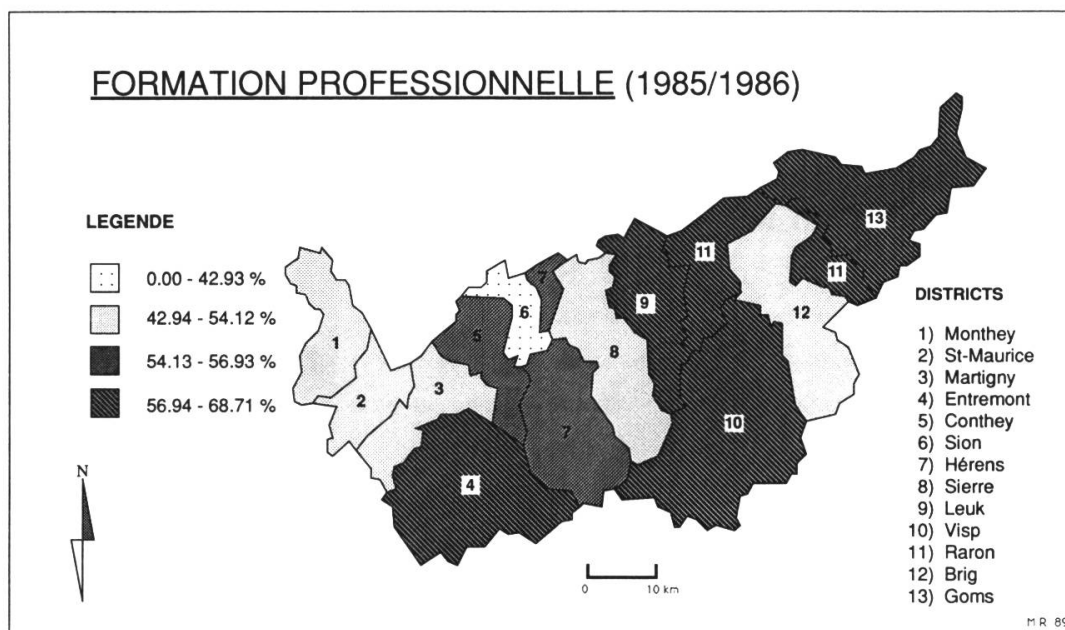 FORMATION PROFESSIONNELLE (1985/1986)
LEGENDE
0.00 - 42.93 %
42.94 - 54.12 %
54.13 - 56.93 %
56.94 - 68.71 %
N
1
2
3
4
5
6
7
7
8
9
10
11
11
12
13
0 10 km
DISTRICTS
1) Monthey
2) St-Maurice
3) Martigny
4) Entremont
5) Conthey
6) Sion
7) Hérens
8) Sierre
9) Leuk
10) Visp
11) Raron
12) Brig
13) Goms
M R 89